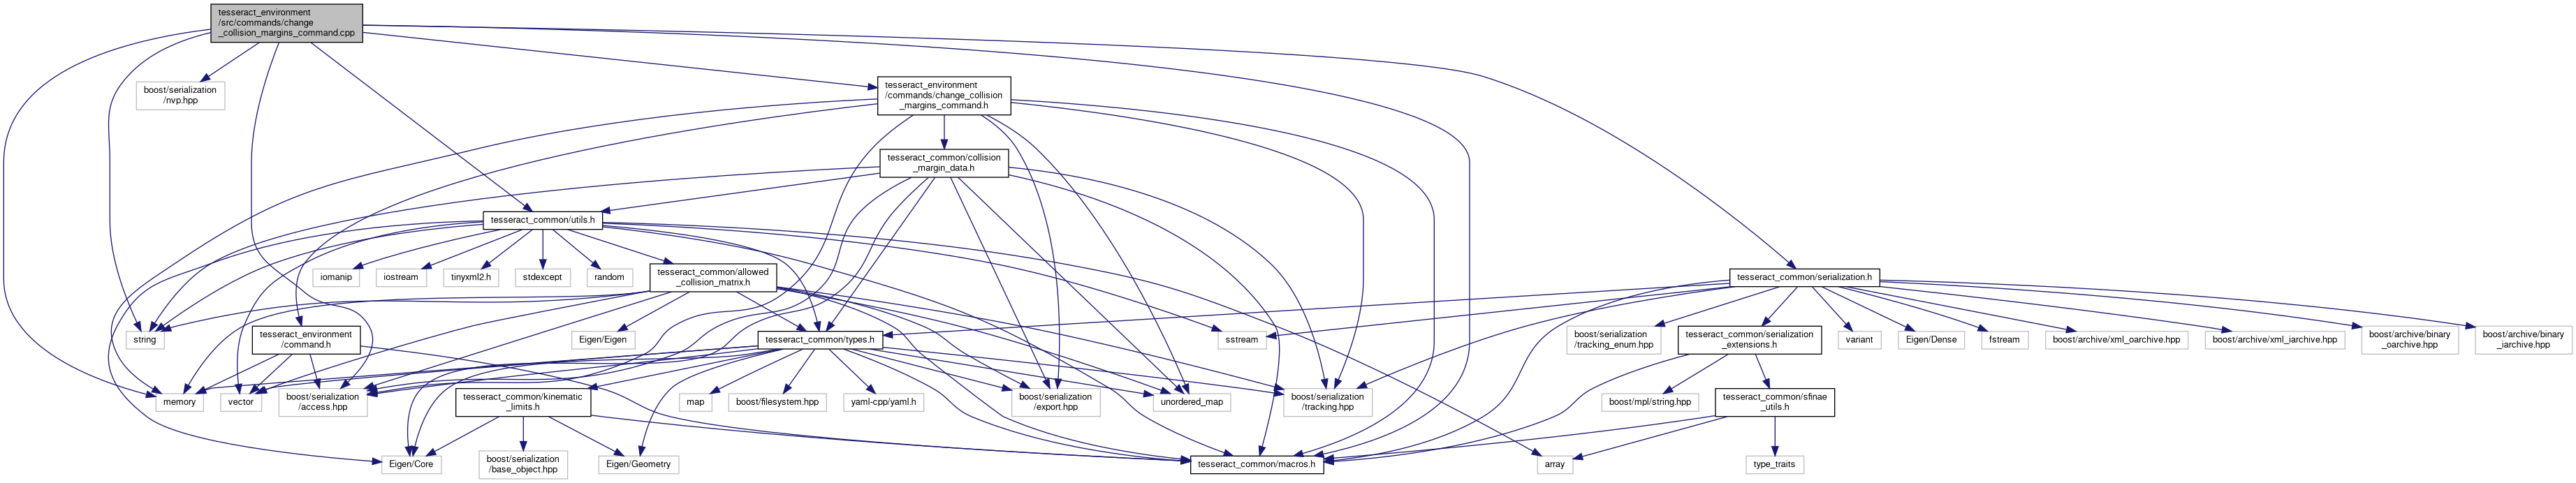 tesseract_environment
/src/commands/change
_collision_margins_command.cpp
boost/serialization
/nvp.hpp
tesseract_environment
/commands/change_collision
_margins_command.h
tesseract_common/collision
_margin_data.h
tesseract_common/utils.h
iomanip
iostream
tinyxml2.h
stdexcept
random
tesseract_common/allowed
_collision_matrix.h
tesseract_common/serialization.h
string
tesseract_environment
/command.h
Eigen/Eigen
tesseract_common/types.h
sstream
boost/serialization
/tracking_enum.hpp
tesseract_common/serialization
_extensions.h
variant
Eigen/Dense
fstream
boost/archive/xml_oarchive.hpp
boost/archive/xml_iarchive.hpp
boost/archive/binary
_oarchive.hpp
boost/archive/binary
_iarchive.hpp
memory
vector
boost/serialization
/access.hpp
tesseract_common/kinematic
_limits.h
map
boost/filesystem.hpp
yaml-cpp/yaml.h
boost/serialization
/export.hpp
unordered_map
boost/serialization
/tracking.hpp
boost/mpl/string.hpp
tesseract_common/sfinae
_utils.h
Eigen/Core
boost/serialization
/base_object.hpp
Eigen/Geometry
tesseract_common/macros.h
array
type_traits